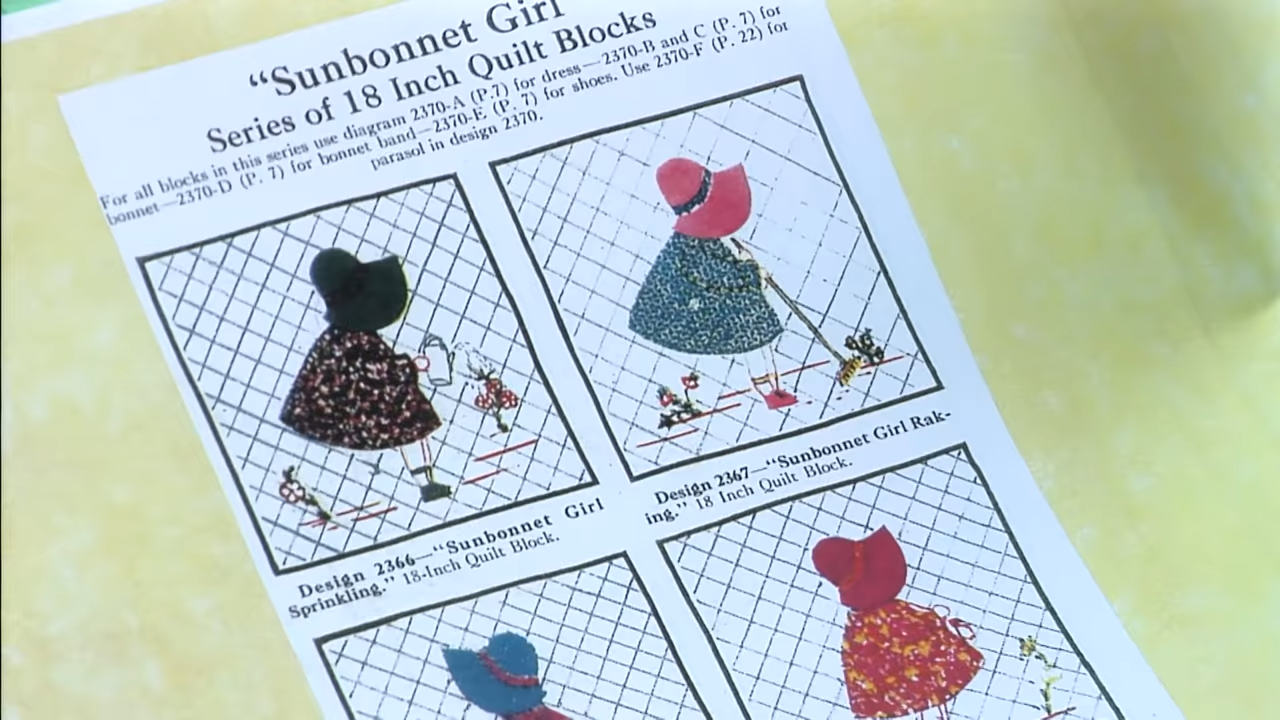 “Sunbonnet Girl
Series of 18 Inch Quilt Blocks
For all blocks in this series use diagram 2370-A (P.7) for dress—2370-B and C (P. 7) for
bonnet—2370-D (P. 7) for bonnet band—2370-E (P. 7) for shoes. Use 2370-F (P. 22) for
parasol in design 2370.
Design 2366—“Sunbonnet Girl
Sprinkling.” 18-Inch Quilt Block.
Design 2367—“Sunbonnet Girl Rak-
ing.” 18 Inch Quilt Block.